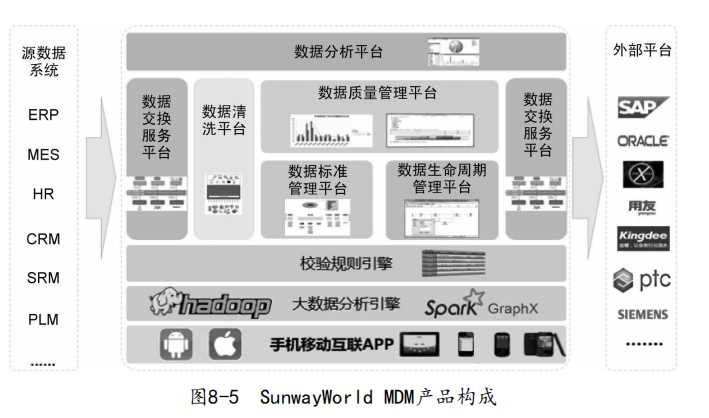 源数据
系统
ERP
MES
HR
CRM
SRM
PLM
......
数据分析平台
数据
交换
服务
平台
数据清
洗平台
数据质量管理平台
数据标准
管理平台
数据生命周期
管理平台
数据
交换
服务
平台
校验规则引擎
hadoop
大数据分析引擎
Spark GraphX
手机移动互联APP
外部平台
SAP
ORACLE
X
用友
yonyou
Kingdee
ptc
SIEMENS
.......
图8-5 SunwayWorld MDM产品构成